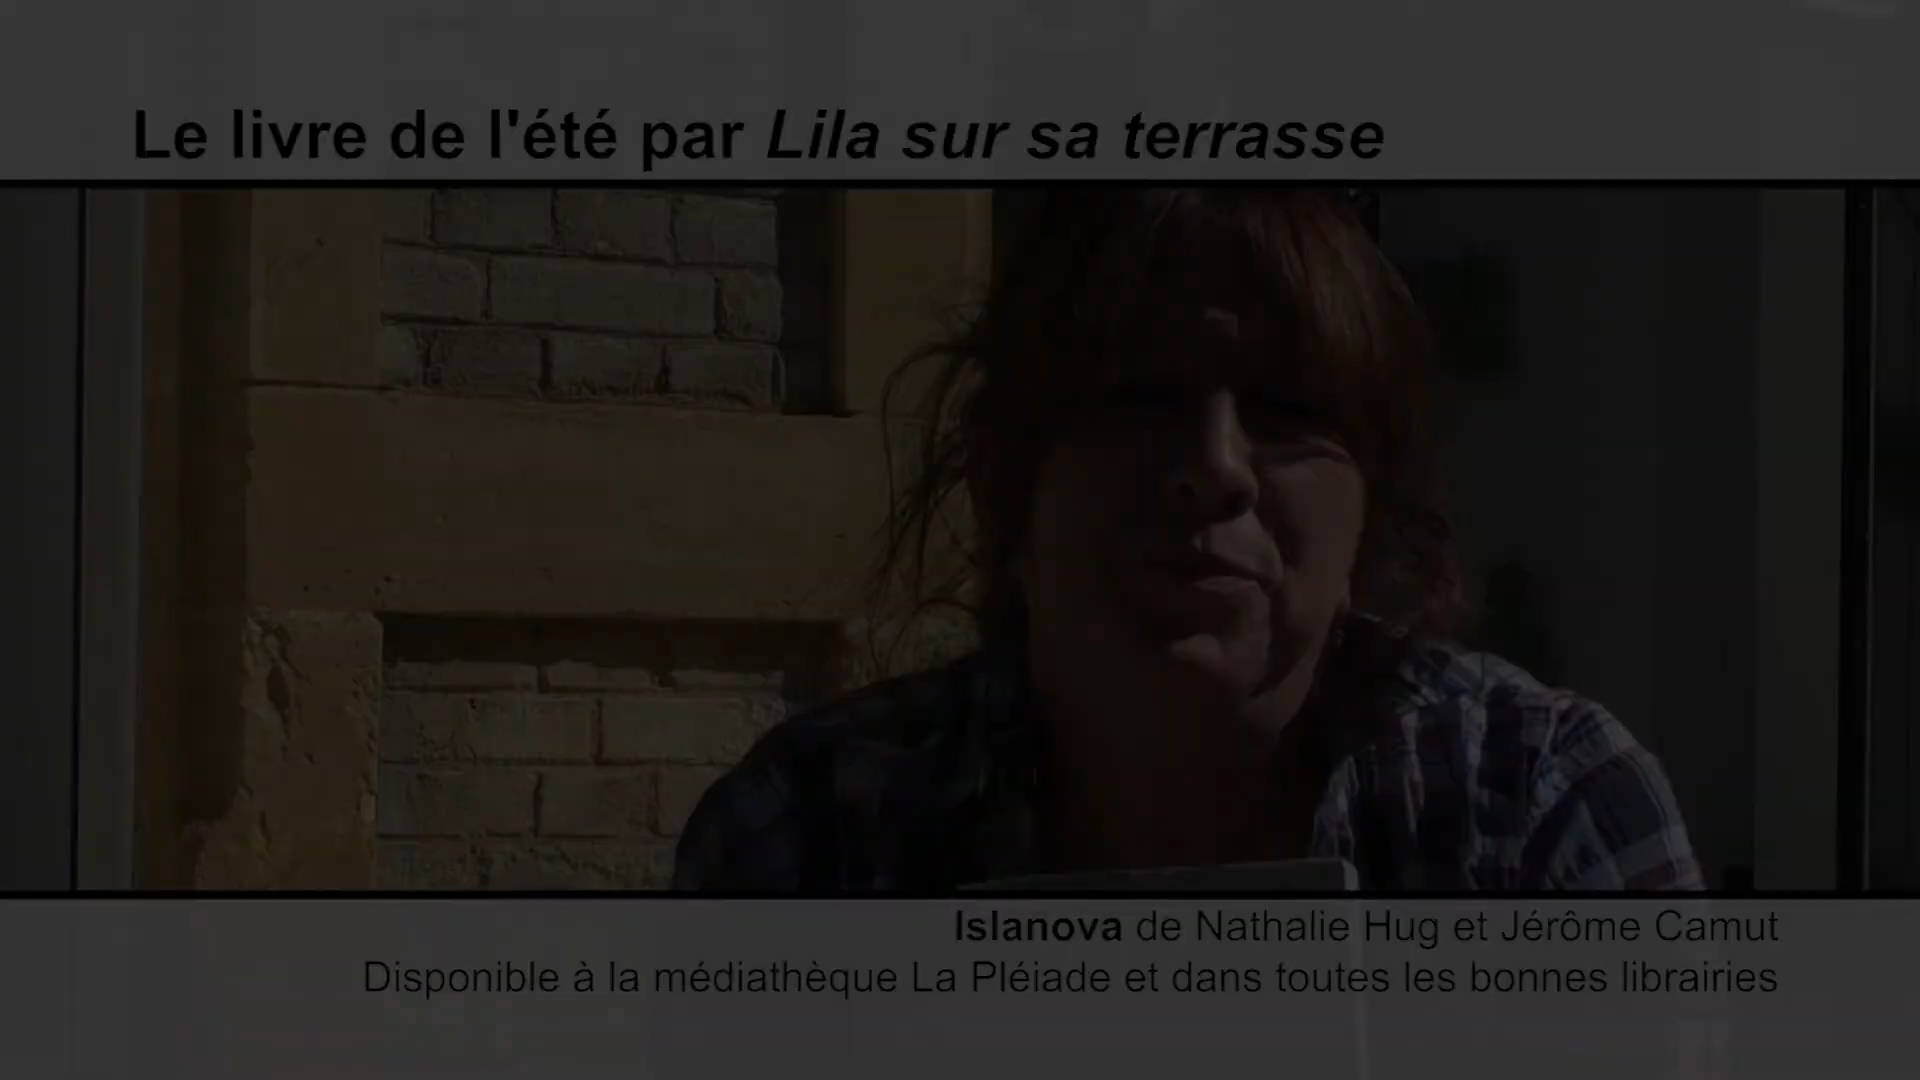 Le livre de l'été par Lila sur sa terrasse
Islanova de Nathalie Hug et Jérôme Camut
Disponible à la médiathèque La Pléiade et dans toutes les bonnes librairies